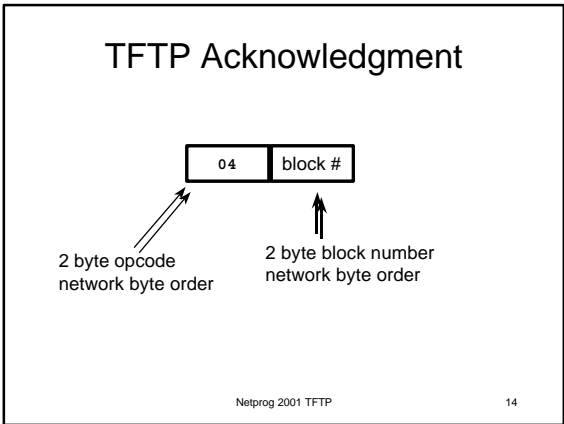 TFTP Acknowledgment
04 block #
2 byte opcode
network byte order
2 byte block number
network byte order
Netprog 2001 TFTP 14